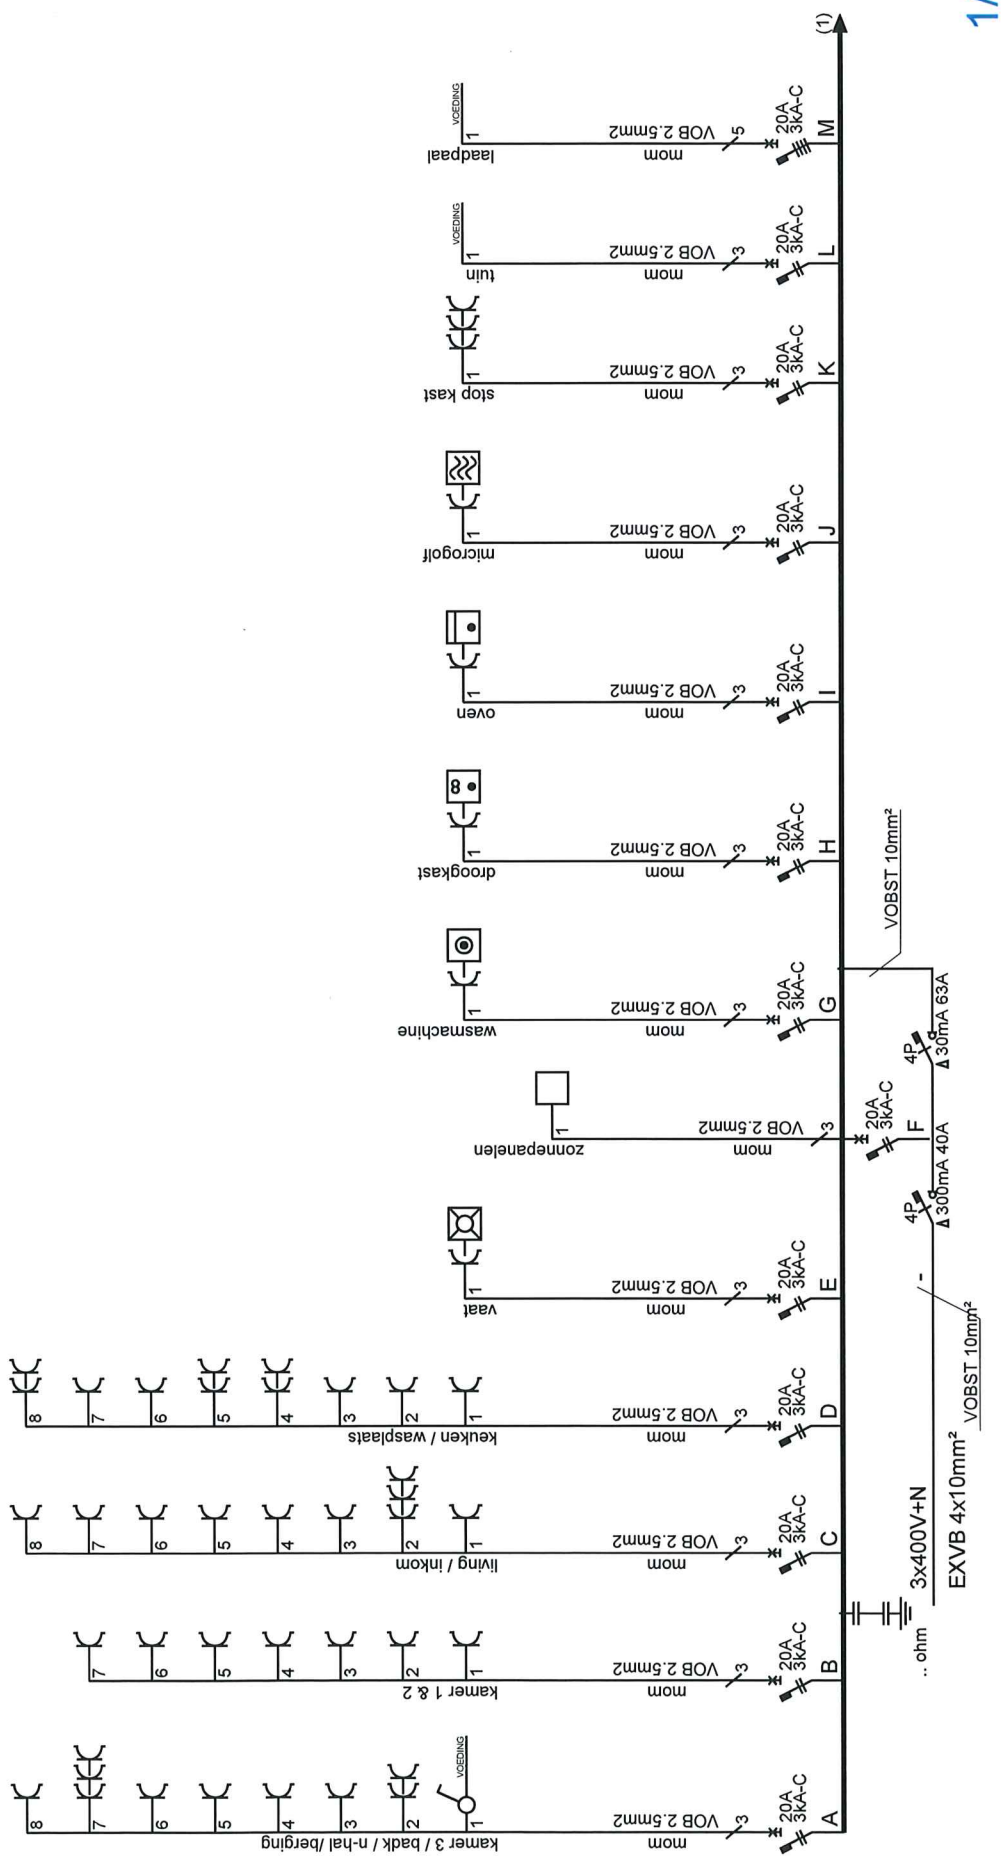 8
7
6
5
4
3
2
1
VOEDING
kamer 3 / badk / n-hal /berging
mom
VOB 2.5mm2
3
20A
3kA-C
A
7
6
5
4
3
2
1
kamer 1 & 2
mom
VOB 2.5mm2
3
20A
3kA-C
B
8
7
6
5
4
3
2
1
living / inkom
mom
VOB 2.5mm2
3
20A
3kA-C
C
8
7
6
5
4
3
2
1
keuken / wasplaats
mom
VOB 2.5mm2
3
20A
3kA-C
D
1
vaat
mom
VOB 2.5mm2
3
20A
3kA-C
E
1
zonnepanelen
mom
VOB 2.5mm2
3
20A
3kA-C
F
1
wasmachine
mom
VOB 2.5mm2
3
20A
3kA-C
G
1
droogkast
mom
VOB 2.5mm2
3
20A
3kA-C
H
1
oven
mom
VOB 2.5mm2
3
20A
3kA-C
I
1
microgolf
mom
VOB 2.5mm2
3
20A
3kA-C
J
1
stop kast
mom
VOB 2.5mm2
3
20A
3kA-C
K
VOEDING
1
tuin
mom
VOB 2.5mm2
3
20A
3kA-C
L
VOEDING
1
laadpaal
mom
VOB 2.5mm2
5
20A
3kA-C
M
(1)
.. ohm
3x400V+N
EXVB 4x10mm²
VOBST 10mm²
-
4P
Δ 300mA 40A
4P
Δ 30mA 63A
VOBST 10mm²
1/